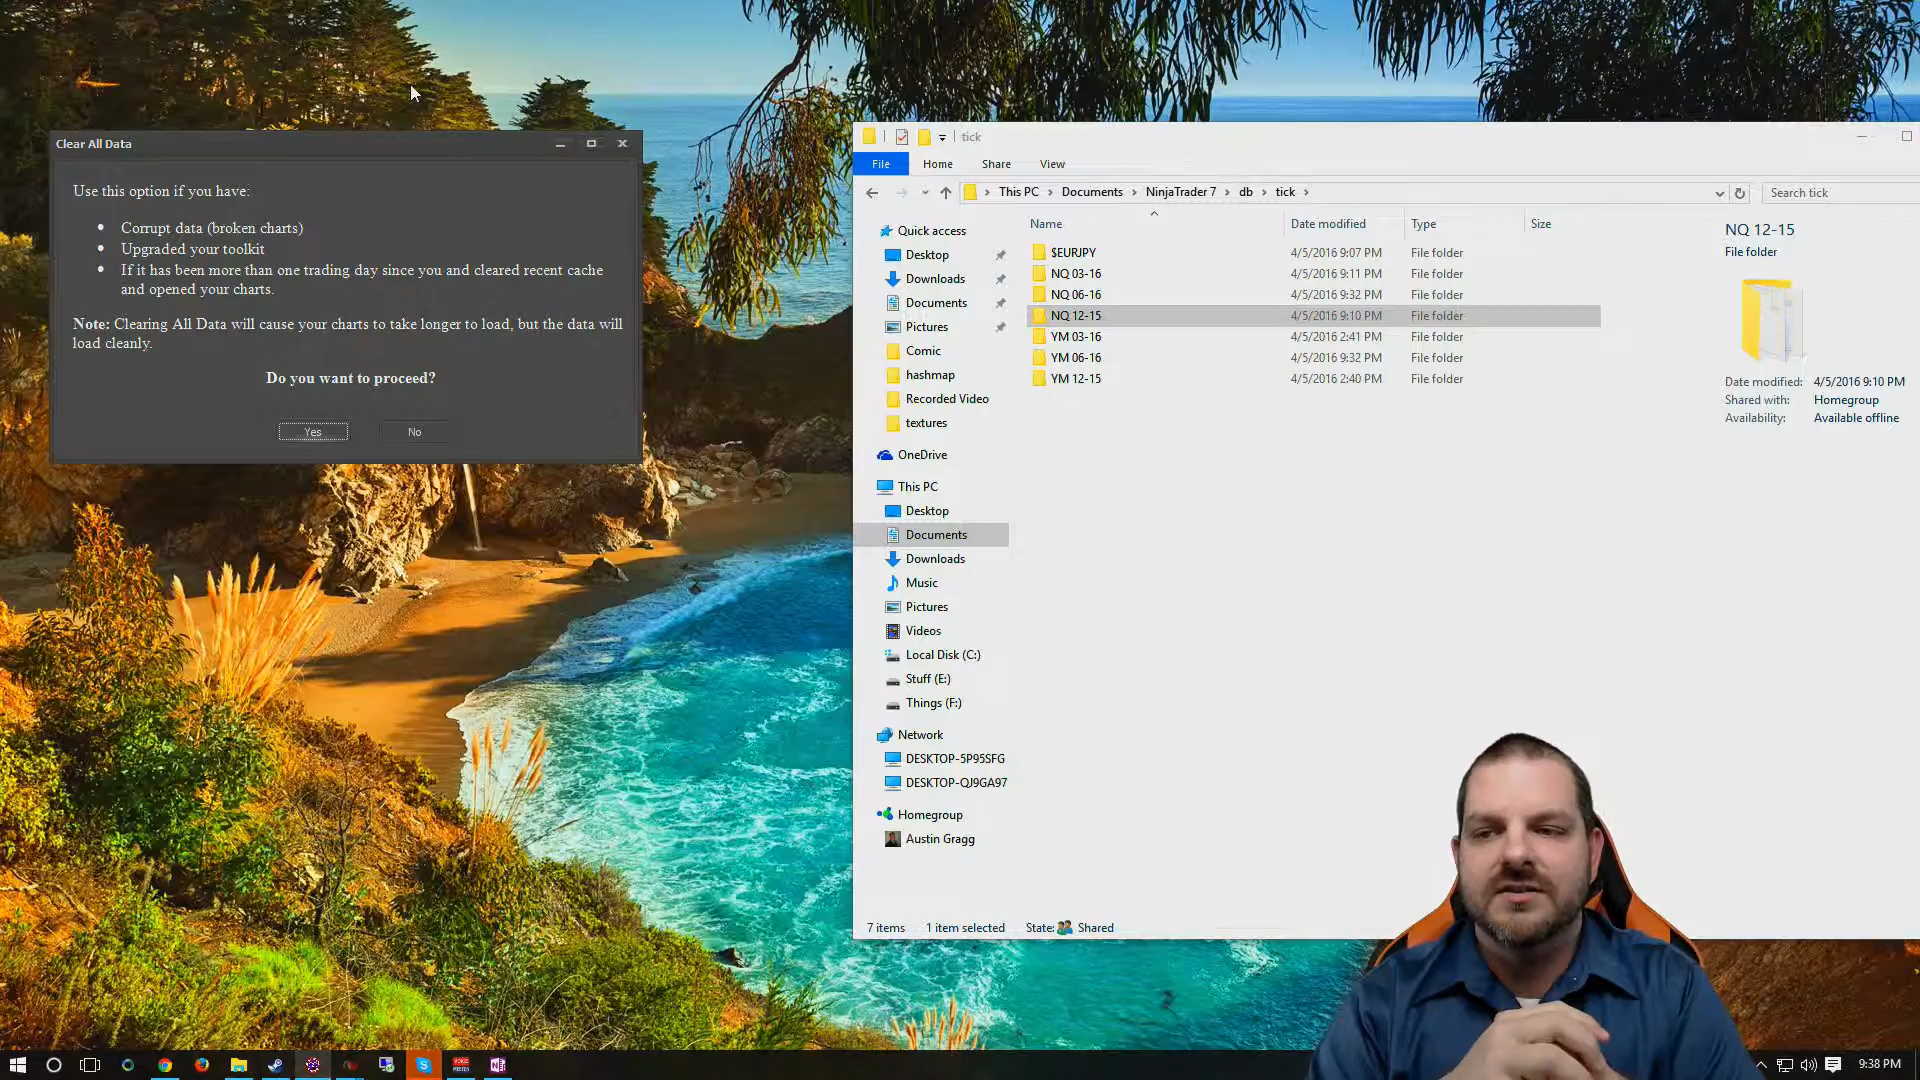 Clear All Data
Use this option if you have:
Corrupt data (broken charts)
Upgraded your toolkit
If it has been more than one trading day since you and cleared recent cache
and opened your charts.
Note: Clearing All Data will cause your charts to take longer to load, but the data will
load cleanly.
Do you want to proceed?
Yes No
tick
File Home Share View
This PC Documents NinjaTrader 7 db tick
Search tick
Name Date modified Type Size
$EURJPY 4/5/2016 9:07 PM File folder
NQ 03-16 4/5/2016 9:11 PM File folder
NQ 06-16 4/5/2016 9:32 PM File folder
NQ 12-15 4/5/2016 9:10 PM File folder
YM 03-16 4/5/2016 2:41 PM File folder
YM 06-16 4/5/2016 9:32 PM File folder
YM 12-15 4/5/2016 2:40 PM File folder
Quick access
Desktop
Downloads
Documents
Pictures
Comic
hashmap
Recorded Video
textures
OneDrive
This PC
Desktop
Documents
Downloads
Music
Pictures
Videos
Local Disk (C:)
Stuff (E:)
Things (F:)
Network
DESKTOP-5P95SFG
DESKTOP-QJ9GA97
Homegroup
Austin Gragg
NQ 12-15
File folder
Date modified: 4/5/2016 9:10 PM
Shared with: Homegroup
Availability: Available offline
7 items 1 item selected State: Shared
9:38 PM